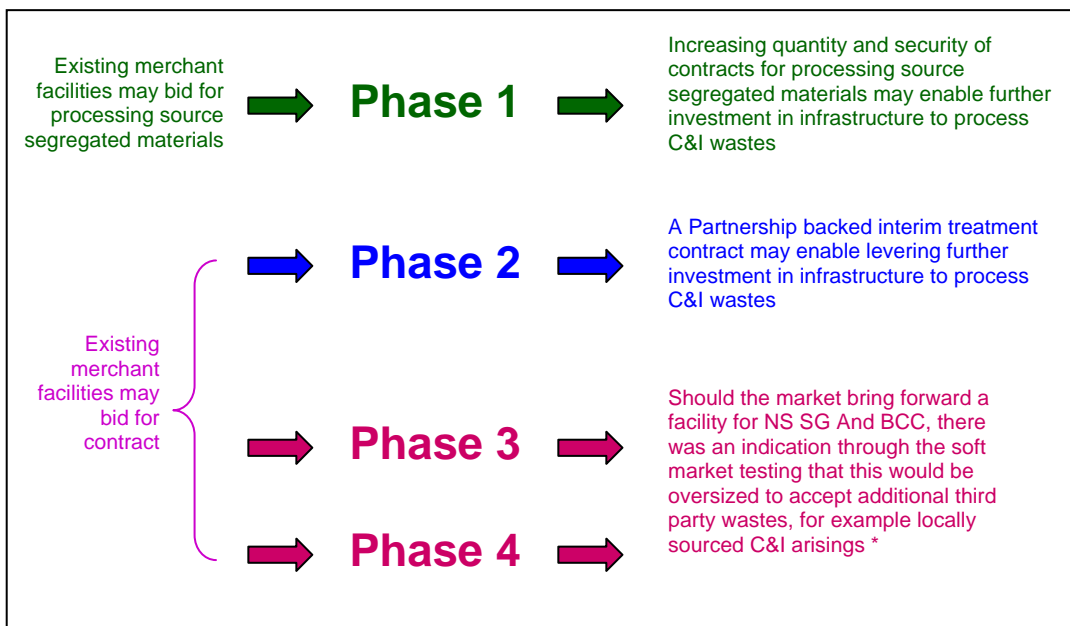 Existing merchant
facilities may bid for
processing source
segregated materials
Phase 1
Increasing quantity and security of
contracts for processing source
segregated materials may enable further
investment in infrastructure to process
C&I wastes
Phase 2
A Partnership backed interim treatment
contract may enable levering further
investment in infrastructure to process
C&I wastes
Existing
merchant
facilities may
bid for
contract
Phase 3
Phase 4
Should the market bring forward a
facility for NS SG And BCC, there
was an indication through the soft
market testing that this would be
oversized to accept additional third
party wastes, for example locally
sourced C&I arisings *